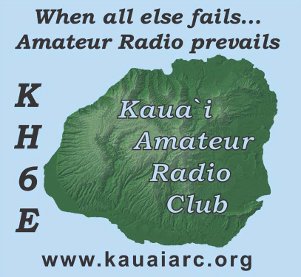 When all else fails...
Amateur Radio prevails
K
H
6
E
Kaua`i
Amateur
Radio
Club
www.kauaiarc.org